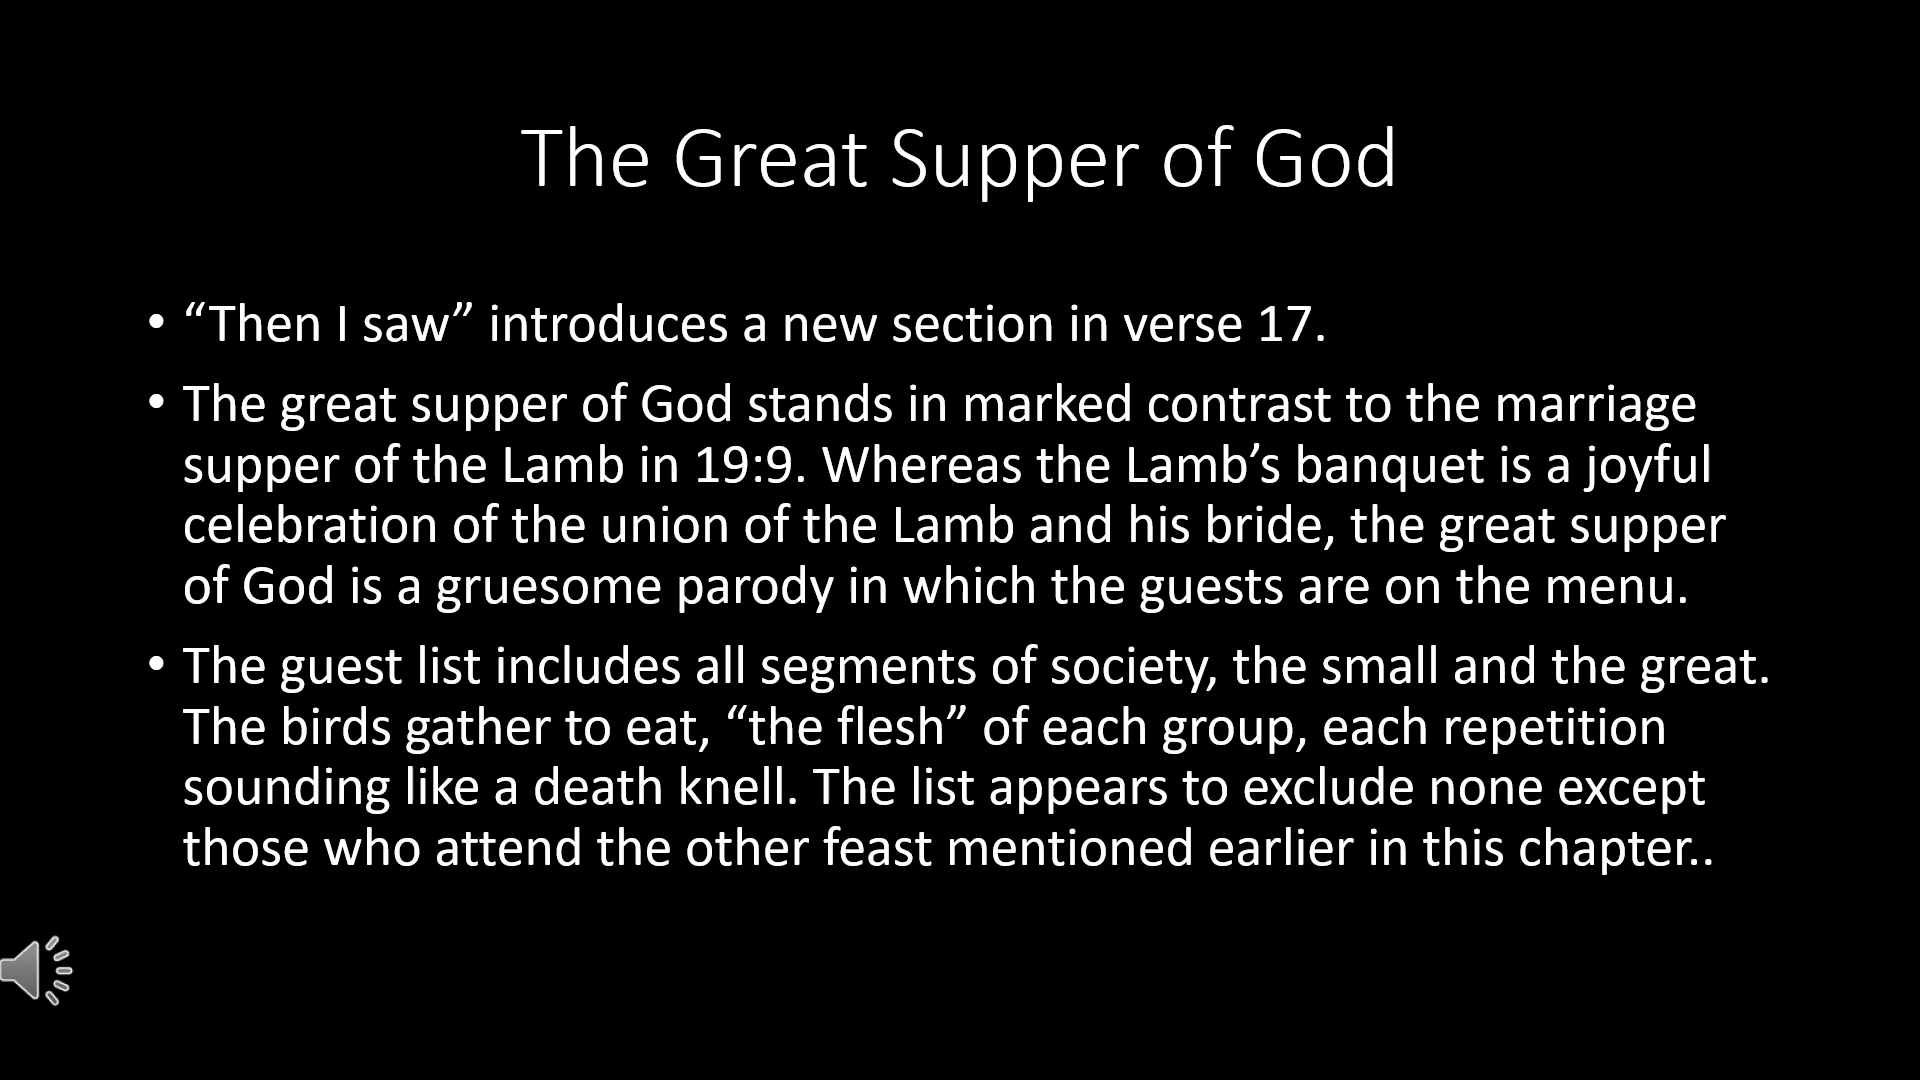 The Great Supper of God
• “Then I saw” introduces a new section in verse 17.
• The great supper of God stands in marked contrast to the marriage
supper of the Lamb in 19:9. Whereas the Lamb’s banquet is a joyful
celebration of the union of the Lamb and his bride, the great supper
of God is a gruesome parody in which the guests are on the menu.
• The guest list includes all segments of society, the small and the great.
The birds gather to eat, “the flesh” of each group, each repetition
sounding like a death knell. The list appears to exclude none except
those who attend the other feast mentioned earlier in this chapter..